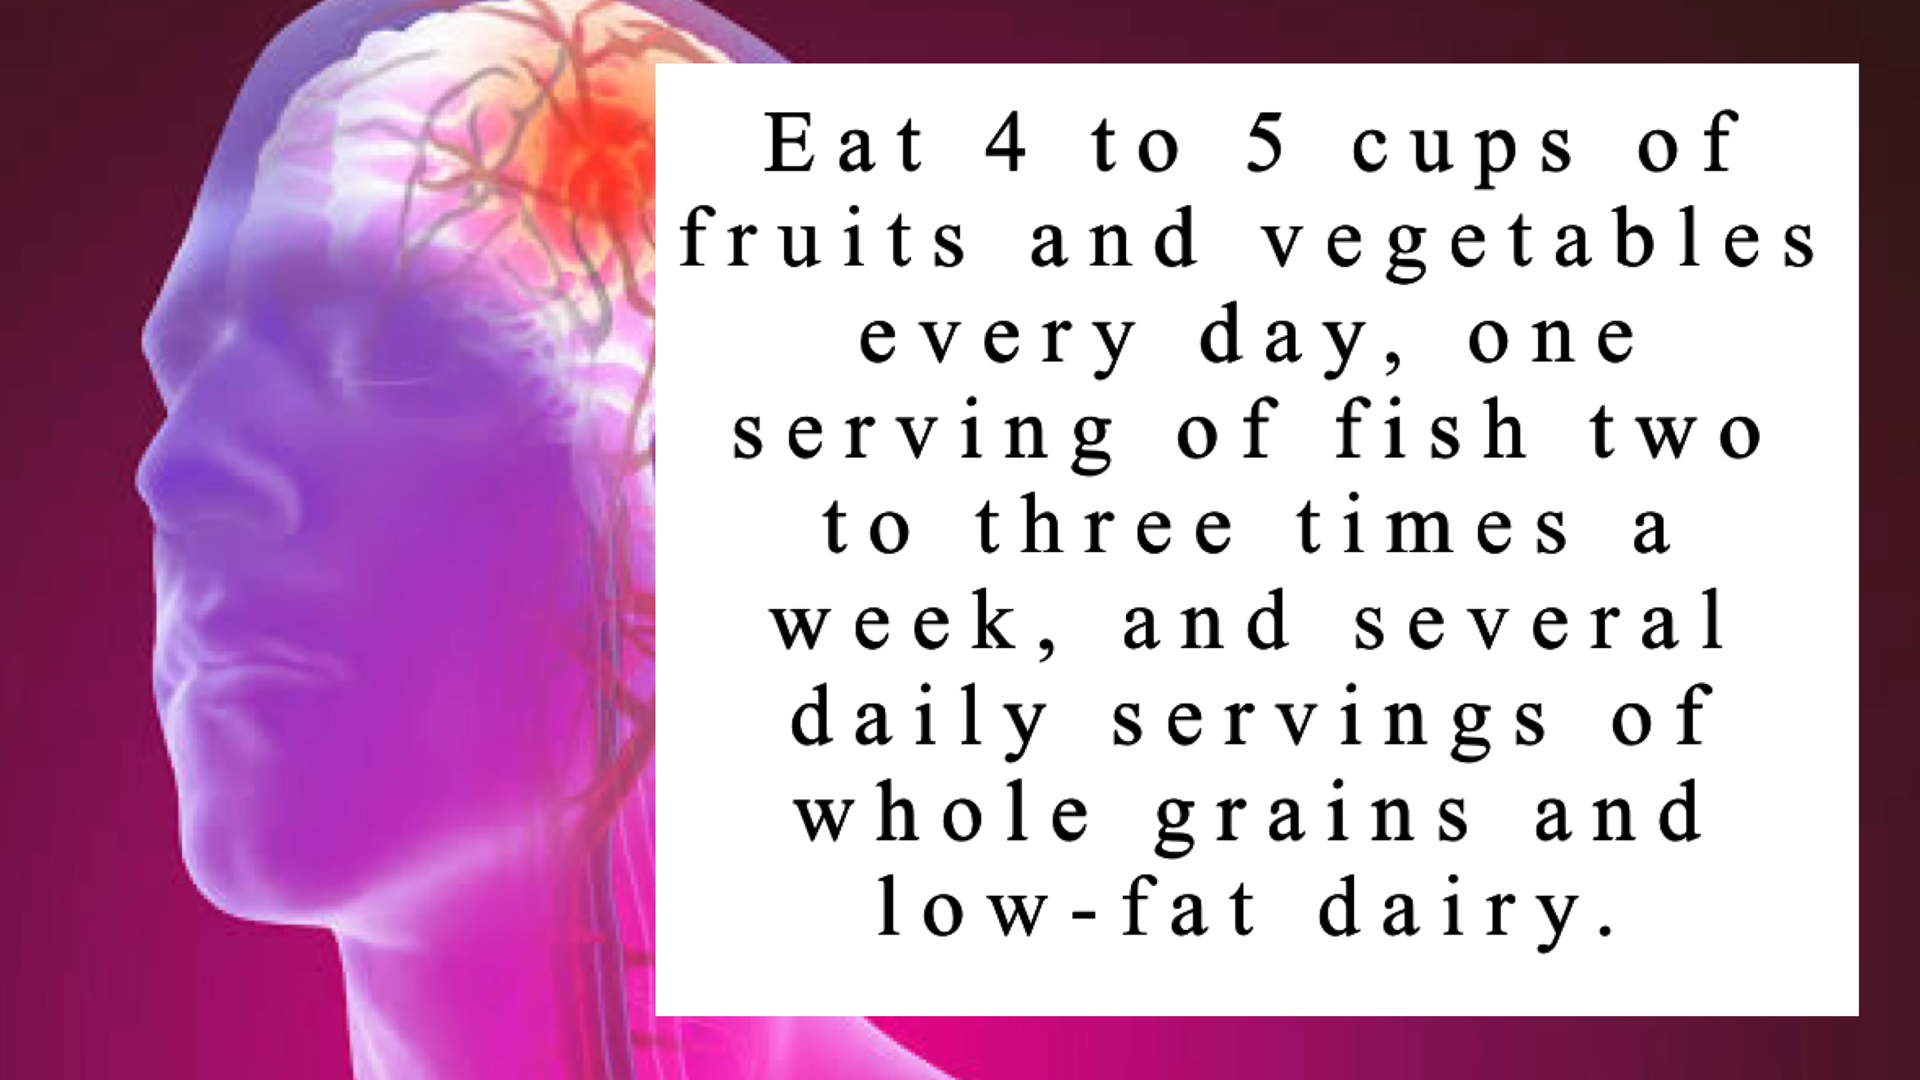 Eat 4 to 5 cups of
fruits and vegetables
every day, one
serving of fish two
to three times a
week, and several
daily servings of
whole grains and
low-fat dairy.